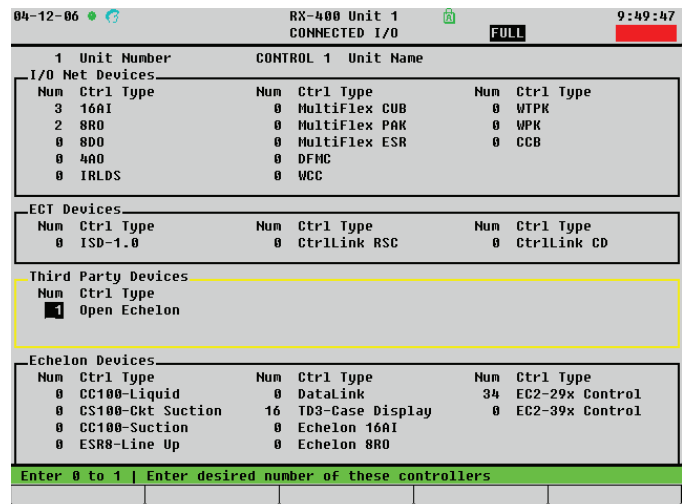 04-12-06 RX-400 Unit 1 9:49:47
CONNECTED I/O FULL
1 Unit Number CONTROL 1 Unit Name
I/O Net Devices
Num Ctrl Type Num Ctrl Type Num Ctrl Type
3 16AI 0 MultiFlex CUB 0 WTPK
2 8RO 0 MultiFlex PAK 0 WPK
0 8DO 0 MultiFlex ESR 0 CCB
0 4AO 0 DFMC
0 IRLDS 0 WCC
ECT Devices
Num Ctrl Type Num Ctrl Type Num Ctrl Type
0 ISD-1.0 0 CtrlLink RSC 0 CtrlLink CD
Third Party Devices
Num Ctrl Type
1 Open Echelon
Echelon Devices
Num Ctrl Type Num Ctrl Type Num Ctrl Type
0 CC100-Liquid 0 DataLink 34 EC2-29x Control
0 CS100-Ckt Suction 16 TD3-Case Display 0 EC2-39x Control
0 CC100-Suction 0 Echelon 16AI
0 ESR8-Line Up 0 Echelon 8RO
Enter 0 to 1 | Enter desired number of these controllers